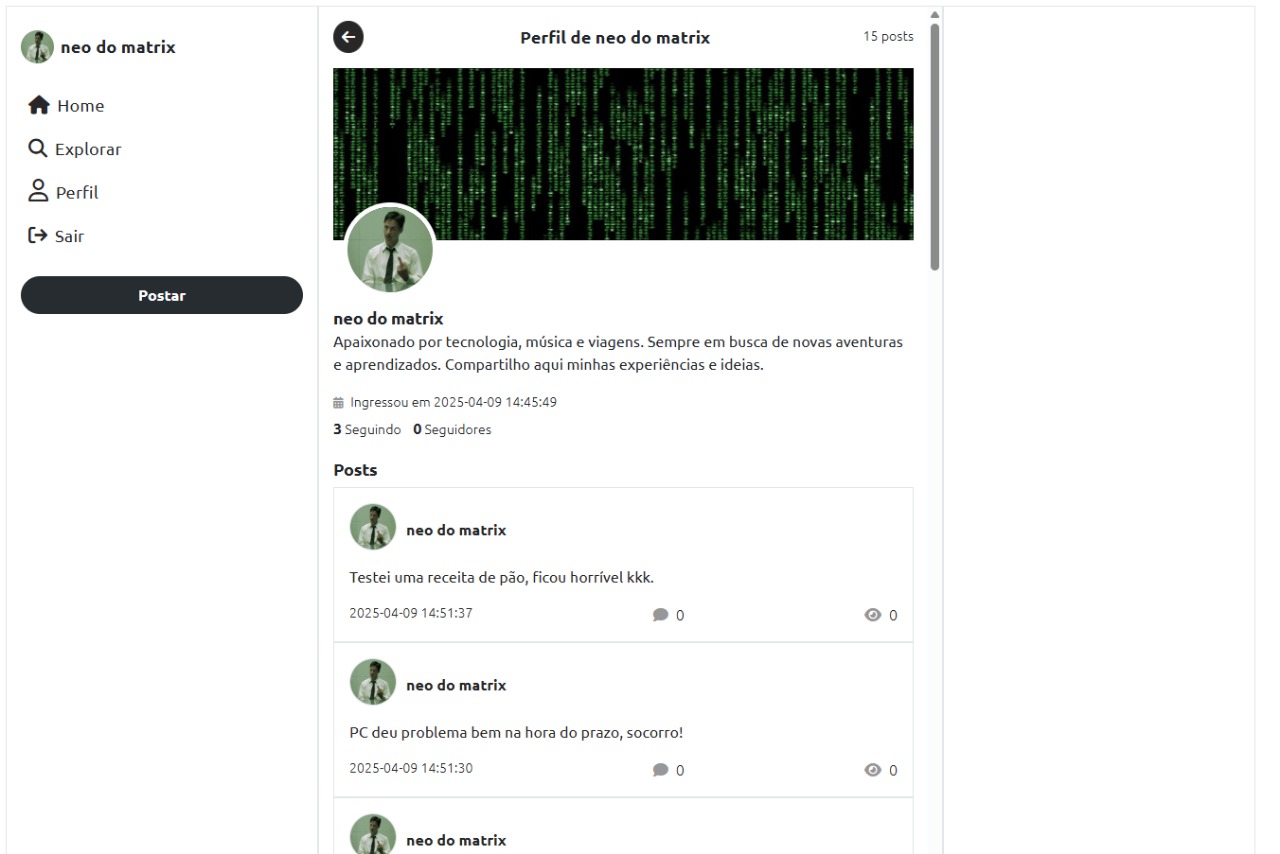 neo do matrix
Home
Explorar
Perfil
Sair
Postar
Perfil de neo do matrix
15 posts
neo do matrix
Apaixonado por tecnologia, música e viagens. Sempre em busca de novas aventuras
e aprendizados. Compartilho aqui minhas experiências e ideias.
Ingressou em 2025-04-09 14:45:49
3 Seguindo 0 Seguidores
Posts
neo do matrix
Testei uma receita de pão, ficou horrível kkk.
2025-04-09 14:51:37 0 0
neo do matrix
PC deu problema bem na hora do prazo, socorro!
2025-04-09 14:51:30 0 0
neo do matrix